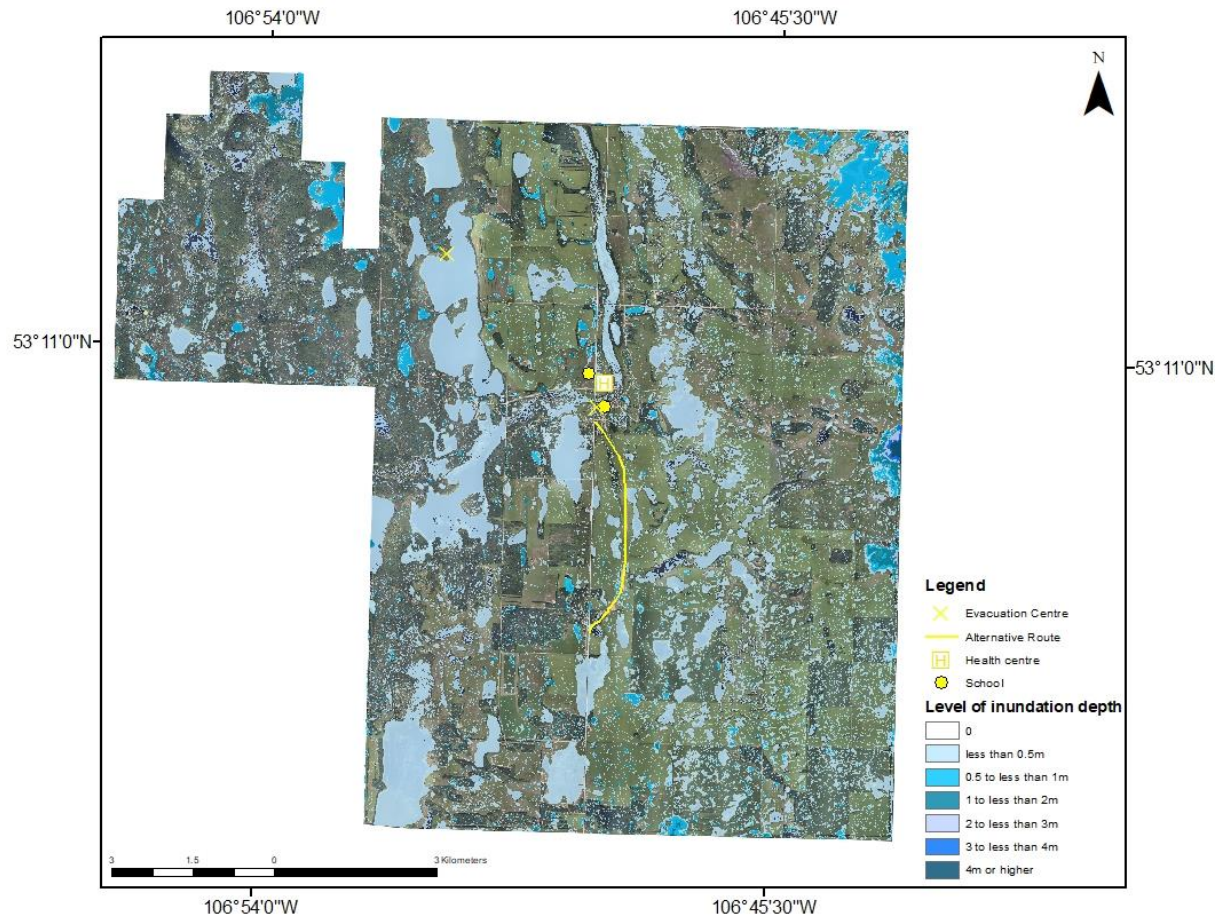 106°54'0"W
106°45'30"W
N
53°11'0"N
53°11'0"N
H
Legend
Evacuation Centre
Alternative Route
H Health centre
School
Level of inundation depth
0
less than 0.5m
0.5 to less than 1m
1 to less than 2m
2 to less than 3m
3 to less than 4m
4m or higher
3 1.5 0 3 Kilometers
106°54'0"W
106°45'30"W